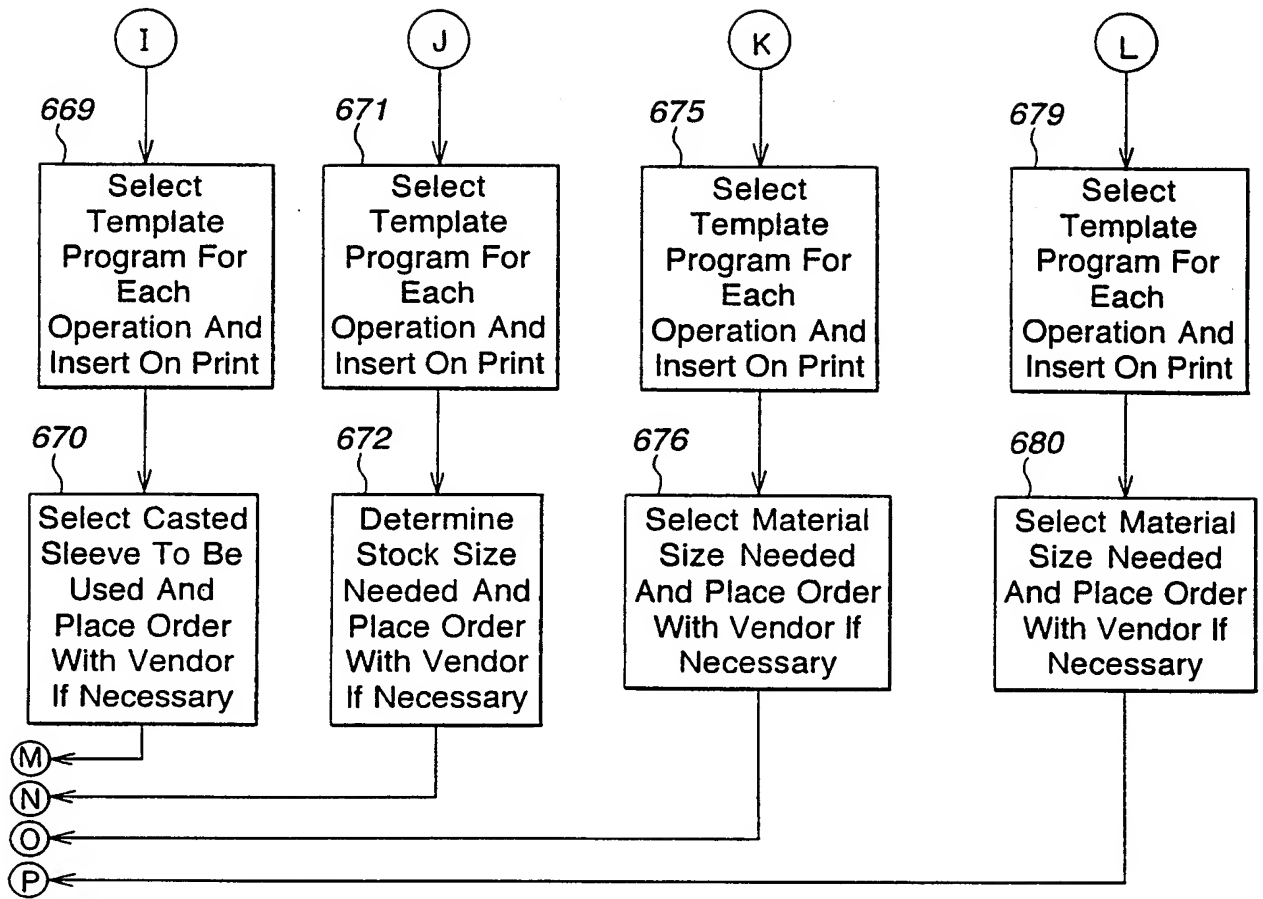 I
J
K
L
669
Select
Template
Program For
Each
Operation And
Insert On Print
671
Select
Template
Program For
Each
Operation And
Insert On Print
675
Select
Template
Program For
Each
Operation And
Insert On Print
679
Select
Template
Program For
Each
Operation And
Insert On Print
670
Select Casted
Sleeve To Be
Used And
Place Order
With Vendor
If Necessary
672
Determine
Stock Size
Needed And
Place Order
With Vendor
If Necessary
676
Select Material
Size Needed
And Place Order
With Vendor If
Necessary
680
Select Material
Size Needed
And Place Order
With Vendor If
Necessary
M
N
O
P